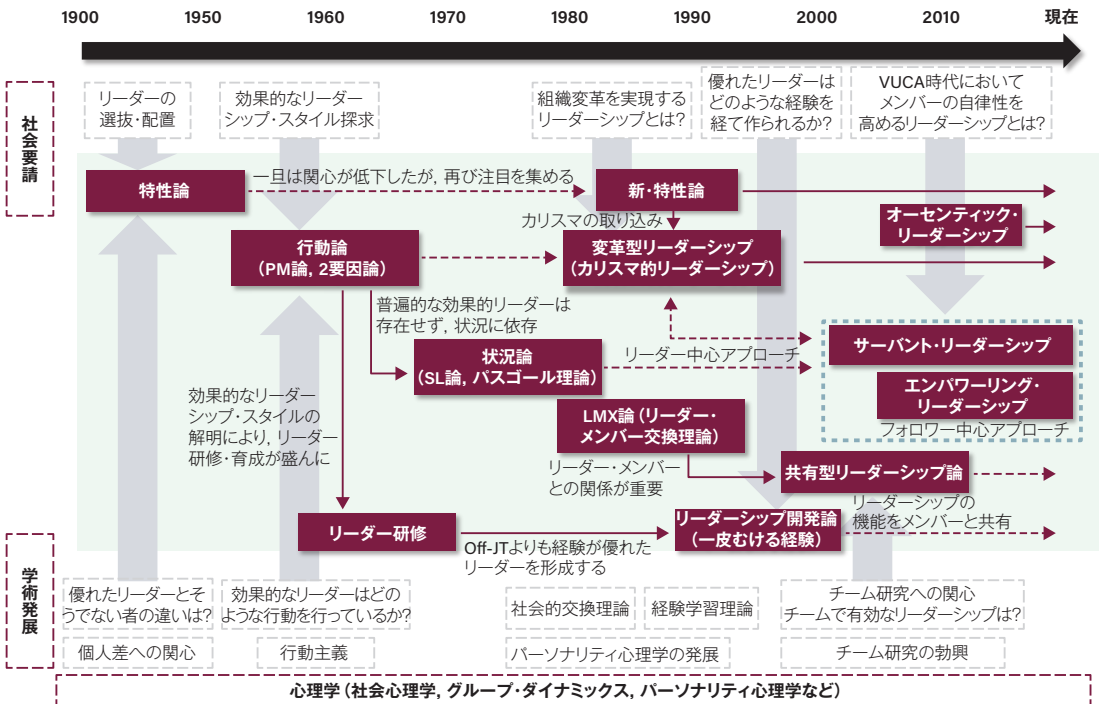 1900
1950
1960
1970
1980
1990
2000
2010
現在
社会要請
リーダーの
選抜・配置
効果的なリーダー
シップ・スタイル探求
組織変革を実現する
リーダーシップとは?
優れたリーダーは
どのような経験を
経て作られるか?
VUCA時代において
メンバーの自律性を
高めるリーダーシップとは?
特性論
一旦は関心が低下したが, 再び注目を集める
新・特性論
カリスマの取り込み
オーセンティック・
リーダーシップ
行動論
(PM論, 2要因論)
変革型リーダーシップ
(カリスマ的リーダーシップ)
普遍的な効果的リーダーは
存在せず, 状況に依存
状況論
(SL論, パスゴール理論)
リーダー中心アプローチ
サーバント・リーダーシップ
エンパワーリング・
リーダーシップ
フォロワー中心アプローチ
効果的なリーダー
シップ・スタイルの
解明により, リーダー
研修・育成が盛んに
LMX論(リーダー・
メンバー交換理論)
リーダー・メンバー
との関係が重要
共有型リーダーシップ論
リーダーシップの
機能をメンバーと共有
リーダー研修
Off-JTよりも経験が優れた
リーダーを形成する
リーダーシップ開発論
(一皮むける経験)
学術発展
優れたリーダーとそ
うでない者の違いは?
効果的なリーダーはどの
ような行動を行っているか?
社会的交換理論
経験学習理論
チーム研究への関心
チームで有効なリーダーシップは?
個人差への関心
行動主義
パーソナリティ心理学の発展
チーム研究の勃興
心理学(社会心理学, グループ・ダイナミックス, パーソナリティ心理学など)